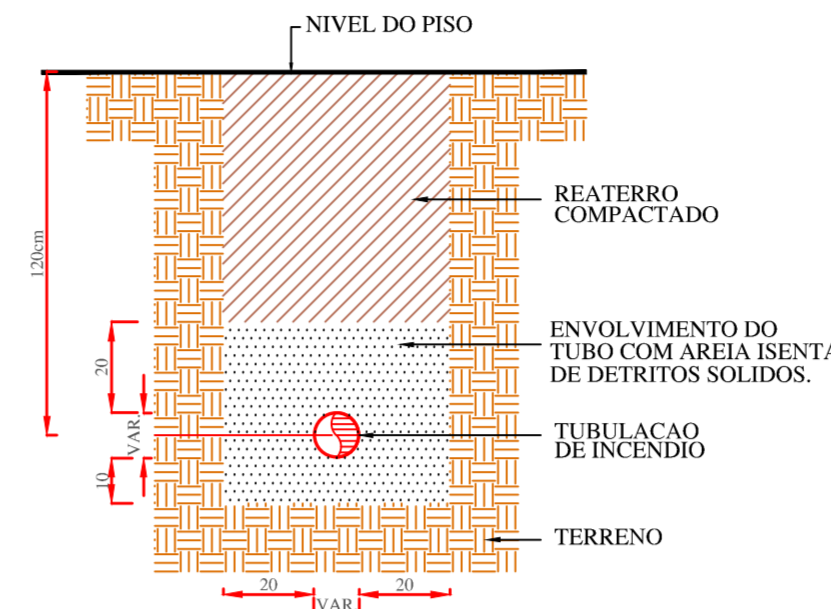 NIVEL DO PISO
REATERRO
COMPACTADO
120cm
ENVOLVIMENTO DO
TUBO COM AREIA ISENTA
DE DETRITOS SOLIDOS.
20
VAR.
TUBULACAO
DE INCENDIO
10
TERRENO
20
20
VAR